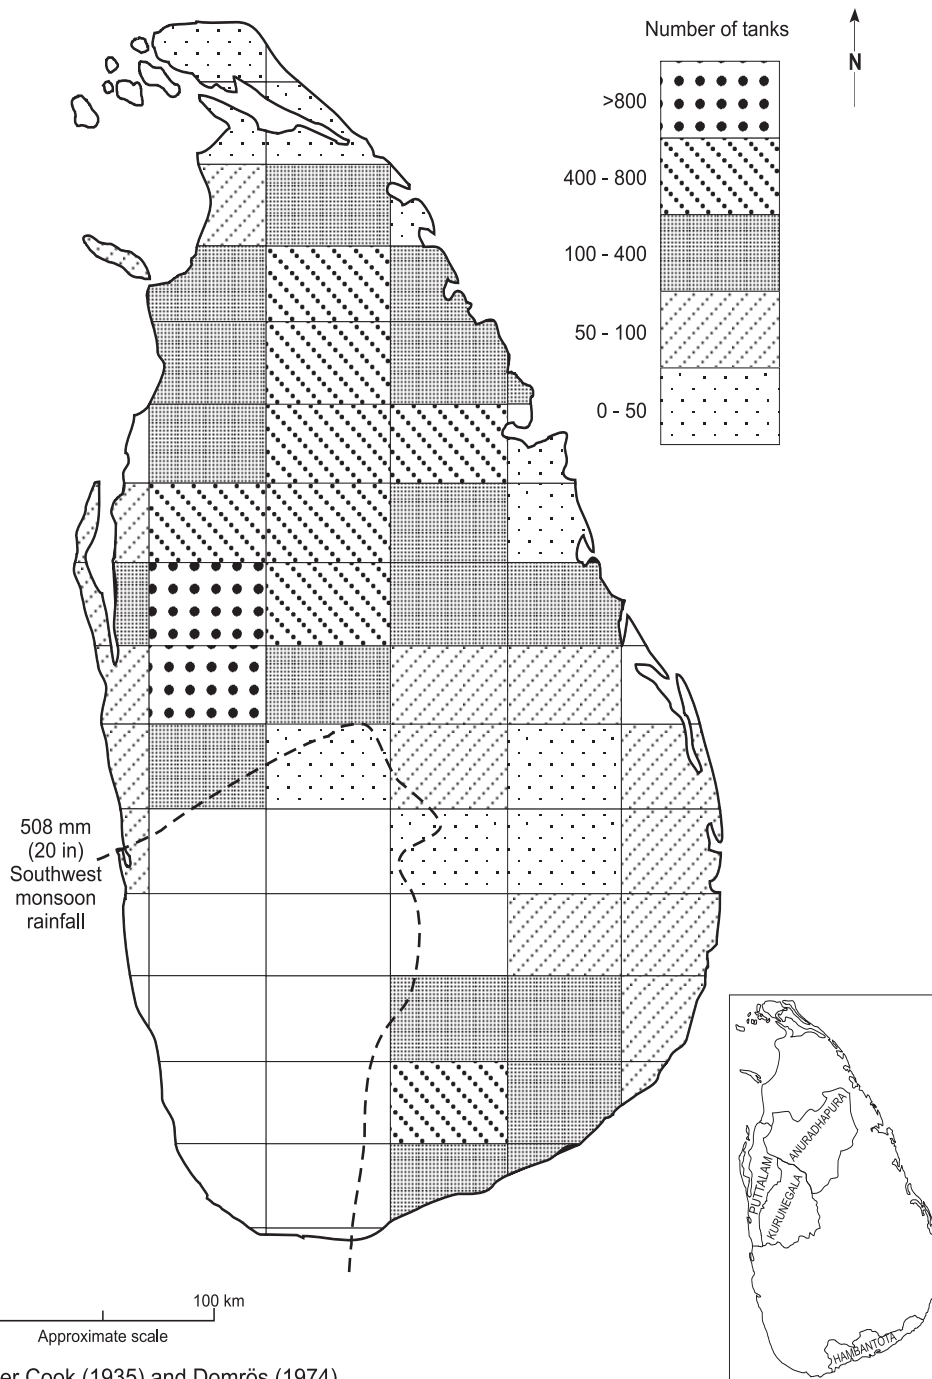 Number of tanks
N
>800
400 - 800
100 - 400
50 - 100
0 - 50
508 mm
(20 in)
Southwest
monsoon
rainfall
ANURADHAPURA
PUTTALAM
KURUNEGALA
HAMBANTOTA
100 km
Approximate scale
er Cook (1935) and Domrös (1974)